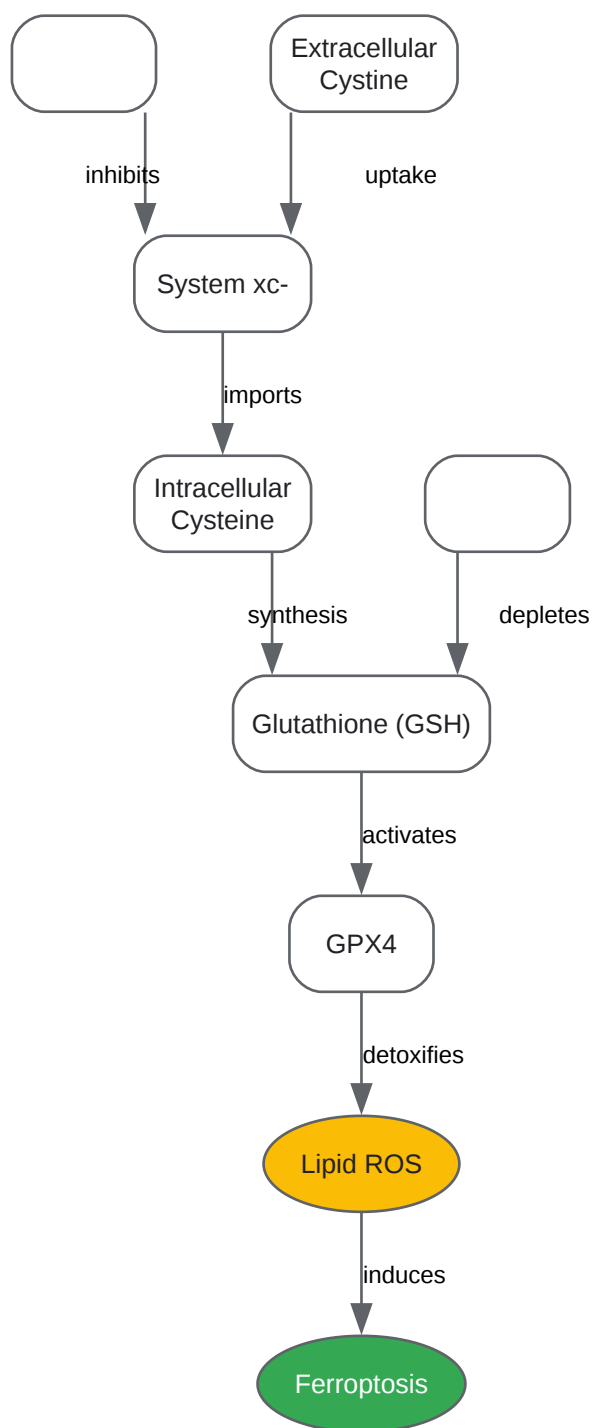 Extracellular
Cystine
inhibits
uptake
System xc-
imports
Intracellular
Cysteine
synthesis
depletes
Glutathione (GSH)
activates
GPX4
detoxifies
Lipid ROS
induces
Ferroptosis